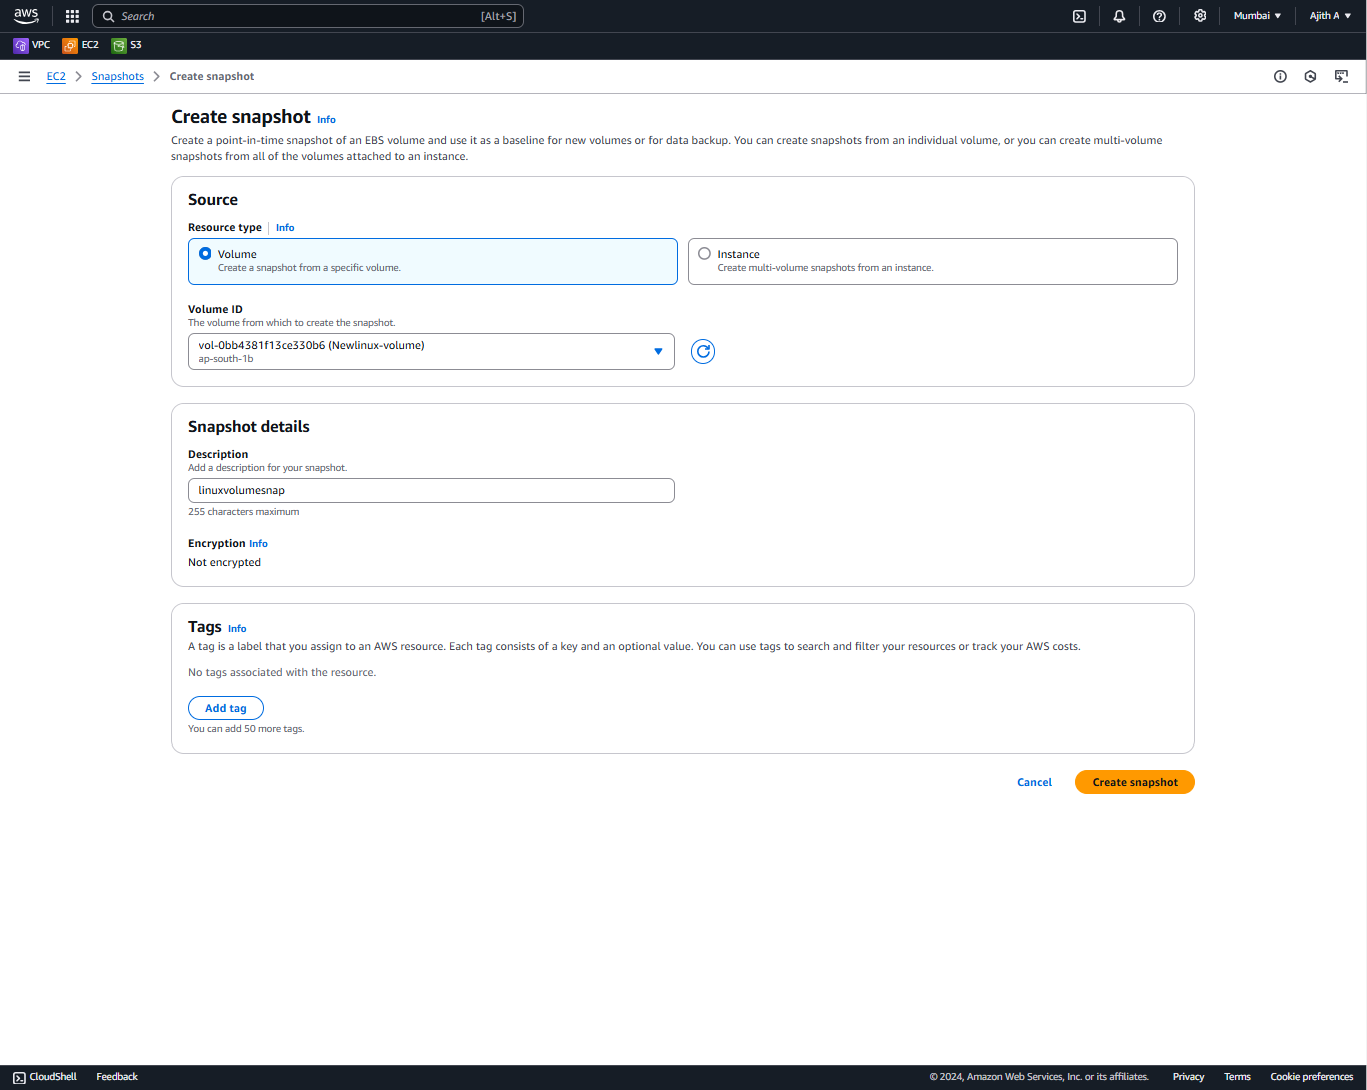 aws
Search [Alt+S]
Mumbai
Ajith A
VPC EC2 S3
EC2 Snapshots Create snapshot
Create snapshot Info
Create a point-in-time snapshot of an EBS volume and use it as a baseline for new volumes or for data backup. You can create snapshots from an individual volume, or you can create multi-volume
snapshots from all of the volumes attached to an instance.
Source
Resource type Info
Volume
Create a snapshot from a specific volume.
Instance
Create multi-volume snapshots from an instance.
Volume ID
The volume from which to create the snapshot.
vol-0bb4381f13ce330b6 (Newlinux-volume)
ap-south-1b
Snapshot details
Description
Add a description for your snapshot.
linuxvolumesnap
255 characters maximum
Encryption Info
Not encrypted
Tags Info
A tag is a label that you assign to an AWS resource. Each tag consists of a key and an optional value. You can use tags to search and filter your resources or track your AWS costs.
No tags associated with the resource.
Add tag
You can add 50 more tags.
Cancel Create snapshot
CloudShell Feedback © 2024, Amazon Web Services, Inc. or its affiliates. Privacy Terms Cookie preferences